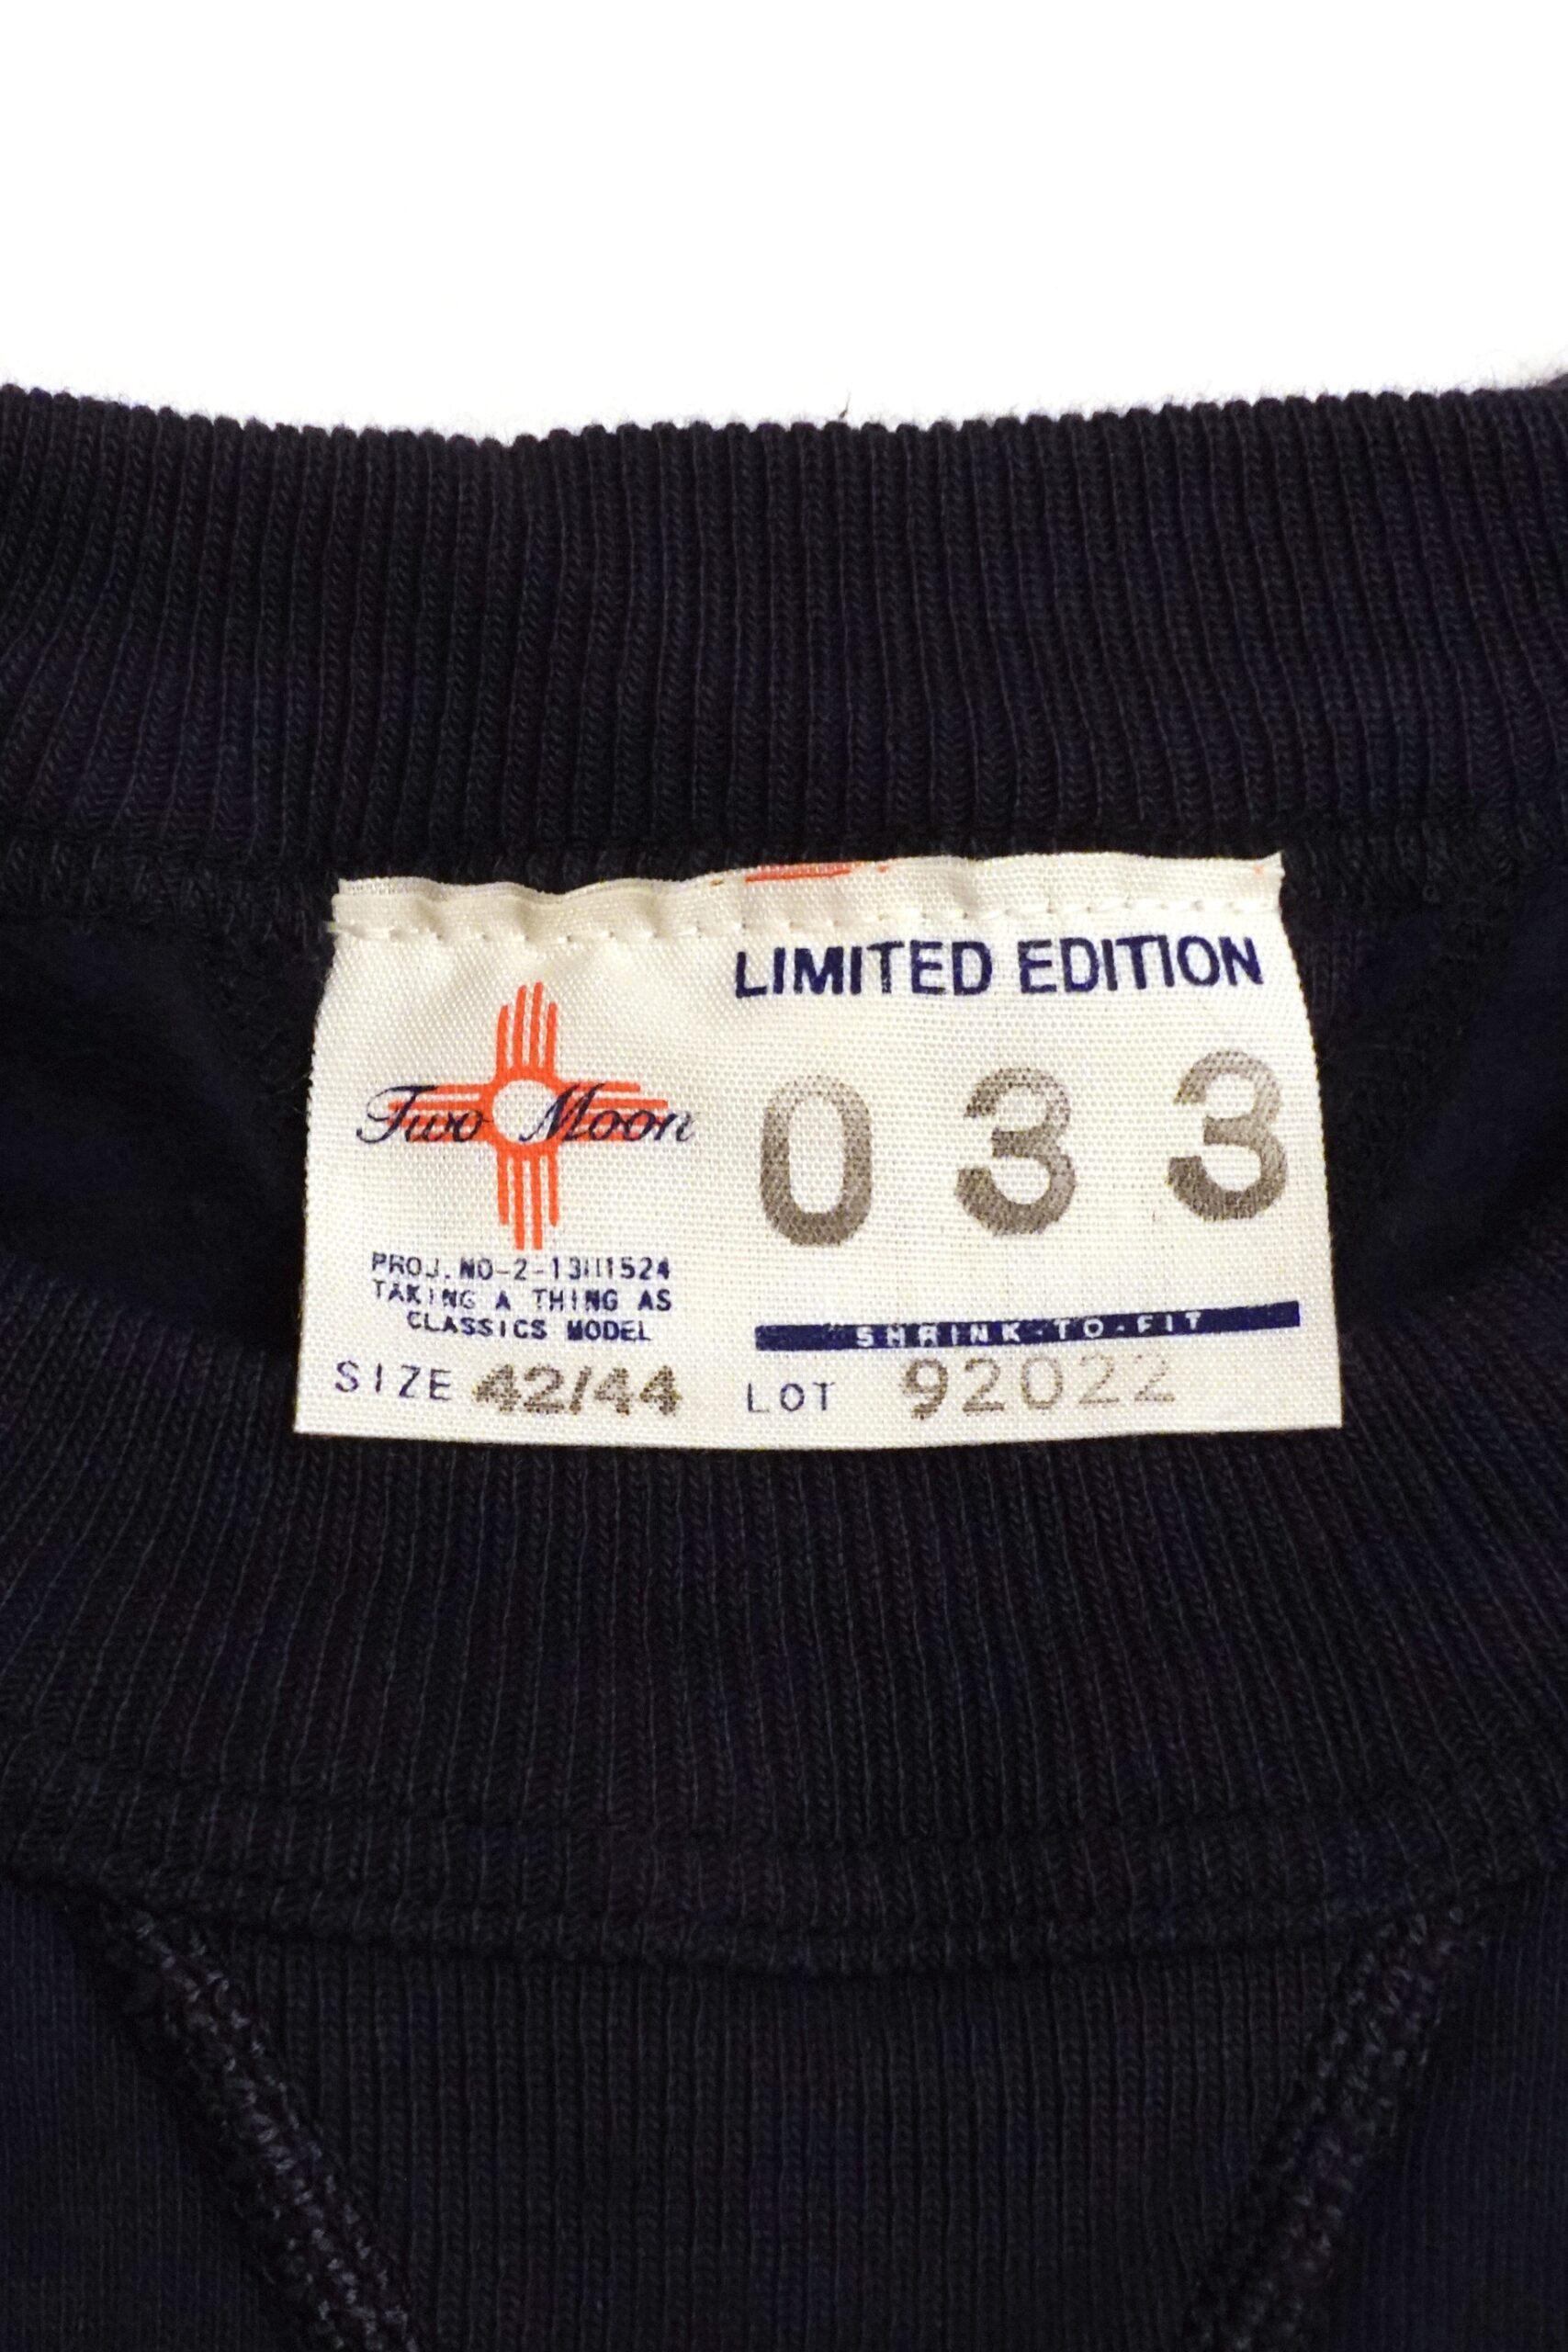 LIMITED EDITION
Two Moon
033
PROJ. NO-2-13III1524
TAKING A THING AS
CLASSICS MODEL
SHRINK-TO-FIT
SIZE 42/44
LOT 92022